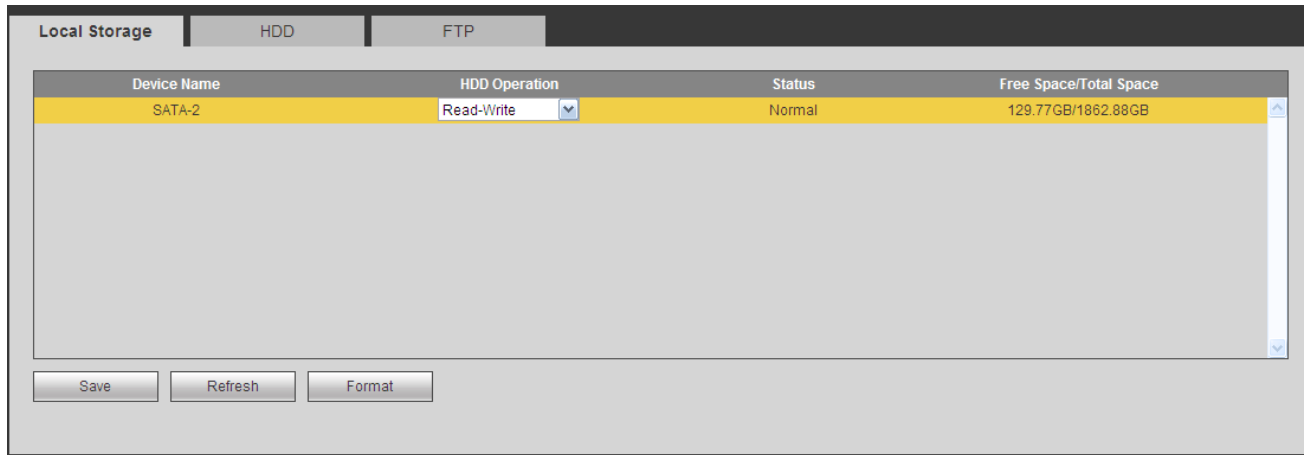 Local Storage HDD FTP
Device Name HDD Operation Status Free Space/Total Space
SATA-2 Read-Write Normal 129.77GB/1862.88GB
Save Refresh Format